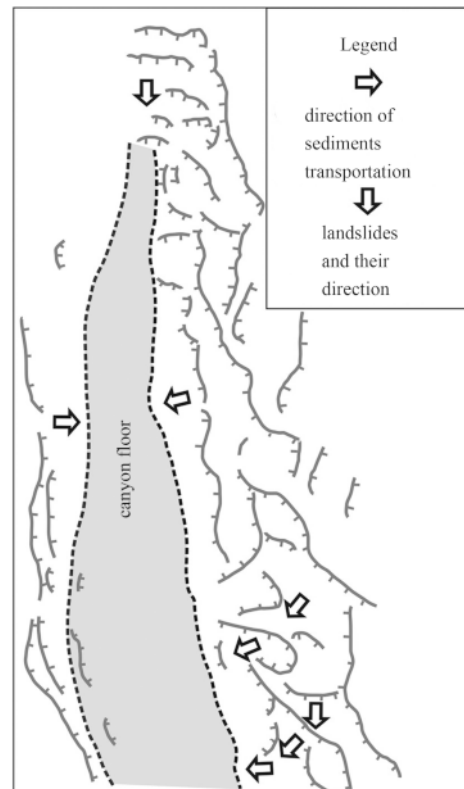 Legend
direction of
sediments
transportation
landslides
and their
direction
canyon floor